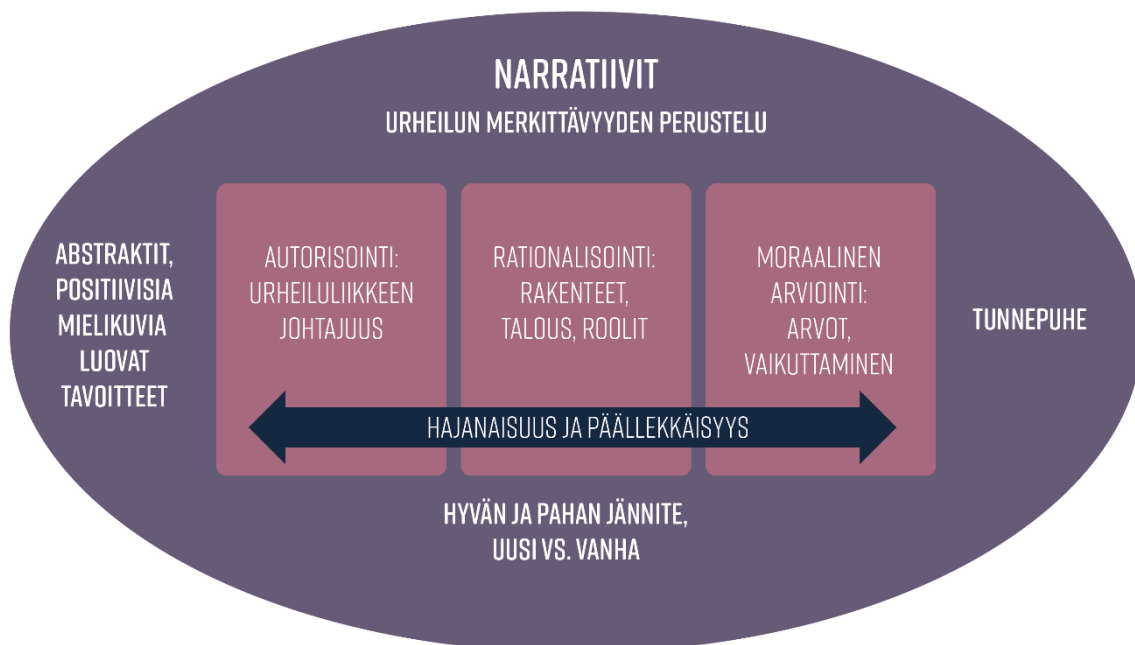 NARRATIIVIT
URHEILUN MERKITTÄVYYDEN PERUSTELU
ABSTRAKTIT,
POSITIIVISIA
MIELIKUVIA
LUOVAT
TAVOITTEET
AUTORISOINTI:
URHEILULIIKKEEN
JOHTAJUUS
RATIONALISOINTI:
RAKENTEET,
TALOUS, ROOLIT
MORAALINEN
ARVIOINTI:
ARVOT,
VAIKUTTAMINEN
TUNNEPUHE
HAJANAISUUS JA PÄÄLLEKKÄISYYS
HYVÄN JA PAHAN JÄNNITE,
UUSI VS. VANHA